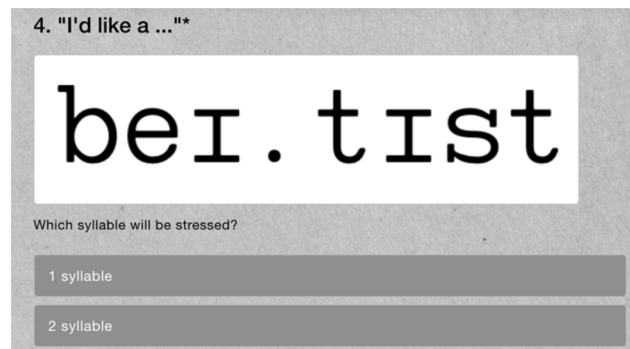 4. "I'd like a ..."*
beɪ.tɪst
Which syllable will be stressed?
1 syllable
2 syllable